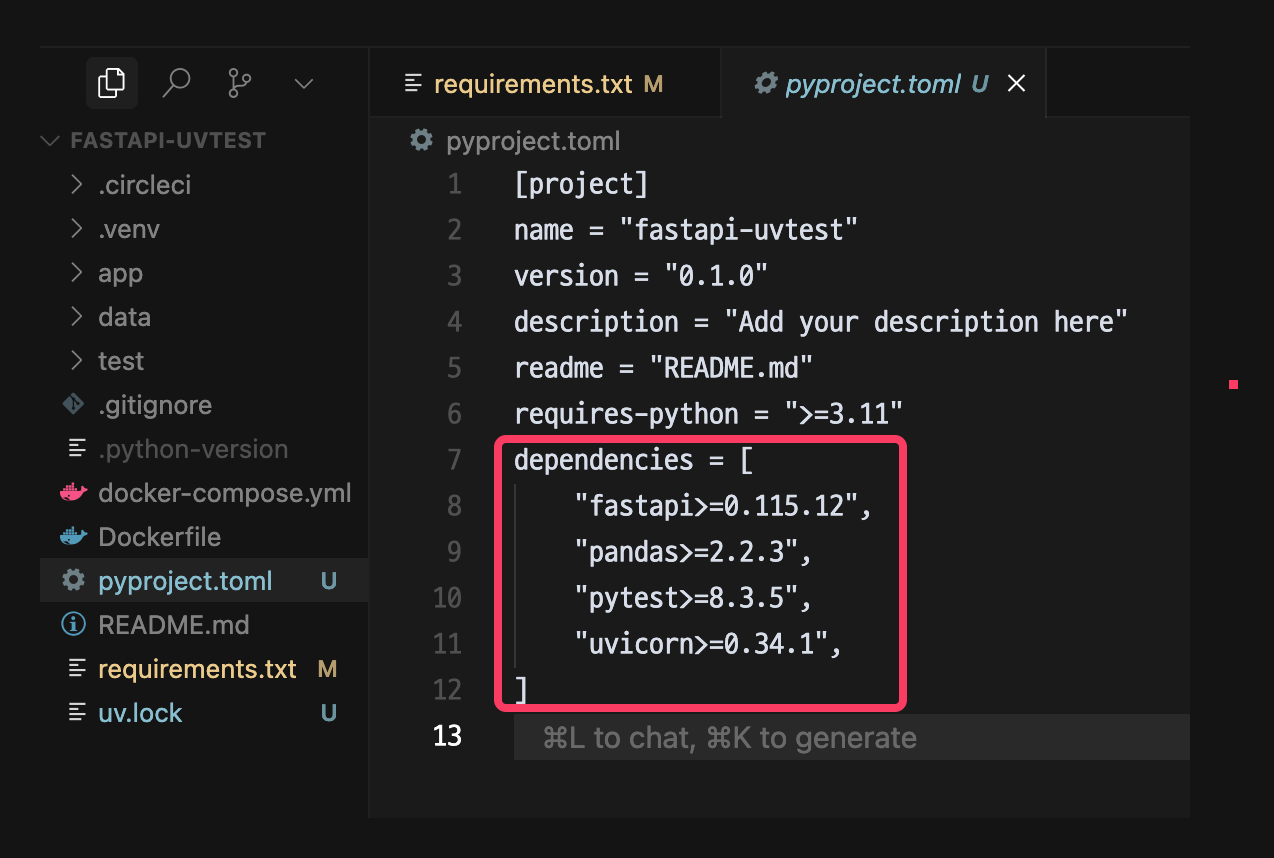 requirements.txt M
pyproject.toml U
FASTAPI-UVTEST
.circleci
.venv
app
data
test
.gitignore
.python-version
docker-compose.yml
Dockerfile
pyproject.toml U
README.md
requirements.txt M
uv.lock U
pyproject.toml
1 [project]
2 name = "fastapi-uvtest"
3 version = "0.1.0"
4 description = "Add your description here"
5 readme = "README.md"
6 requires-python = ">=3.11"
7 dependencies = [
8     "fastapi>=0.115.12",
9     "pandas>=2.2.3",
10     "pytest>=8.3.5",
11     "uvicorn>=0.34.1",
12 ]
13 ⌘L to chat, ⌘K to generate